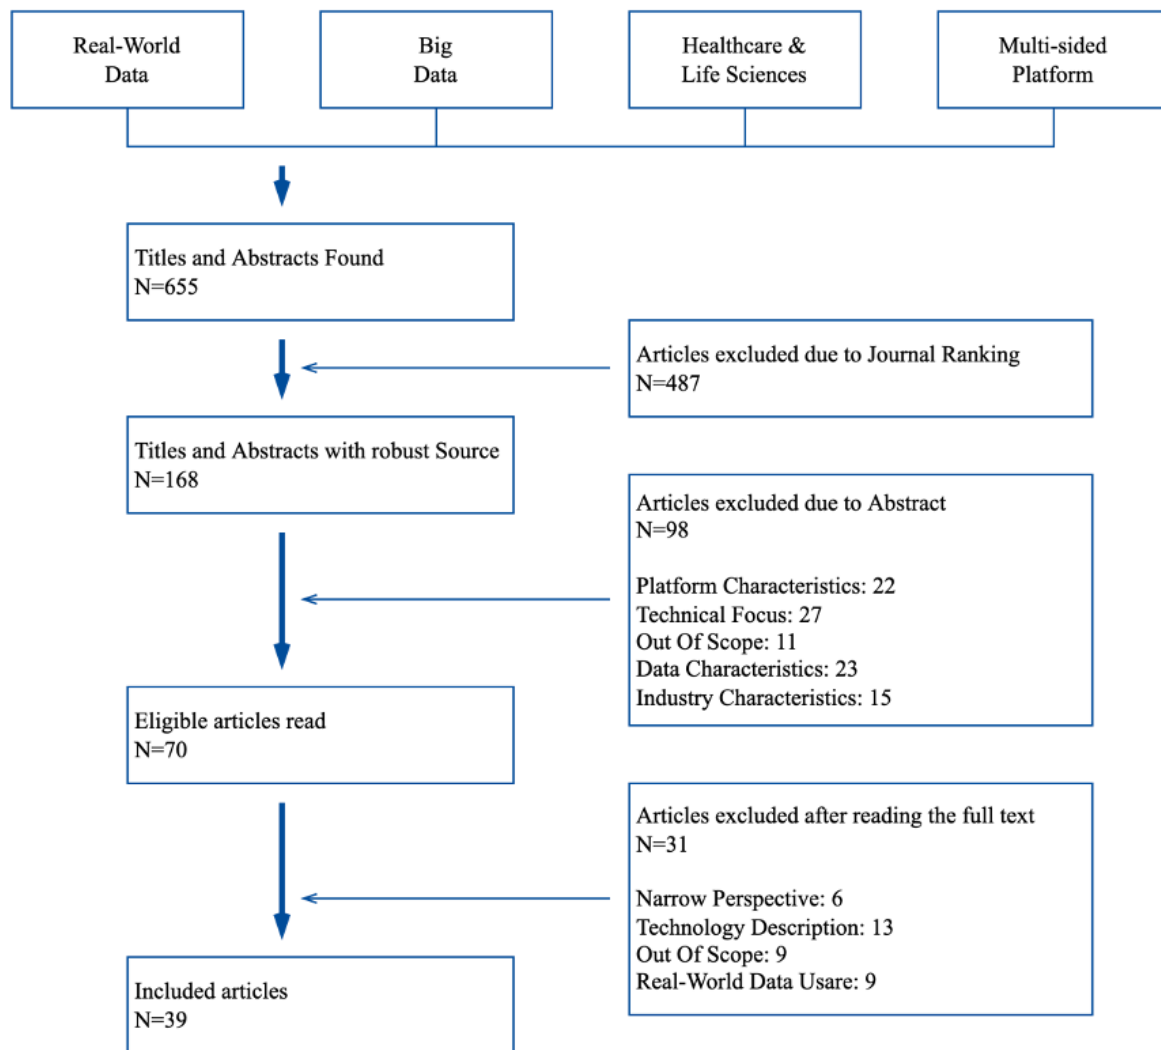 Real-World
Data
Big
Data
Healthcare &
Life Sciences
Multi-sided
Platform
Titles and Abstracts Found
N=655
Articles excluded due to Journal Ranking
N=487
Titles and Abstracts with robust Source
N=168
Articles excluded due to Abstract
N=98
Platform Characteristics: 22
Technical Focus: 27
Out Of Scope: 11
Data Characteristics: 23
Industry Characteristics: 15
Eligible articles read
N=70
Articles excluded after reading the full text
N=31
Narrow Perspective: 6
Technology Description: 13
Out Of Scope: 9
Real-World Data Usare: 9
Included articles
N=39